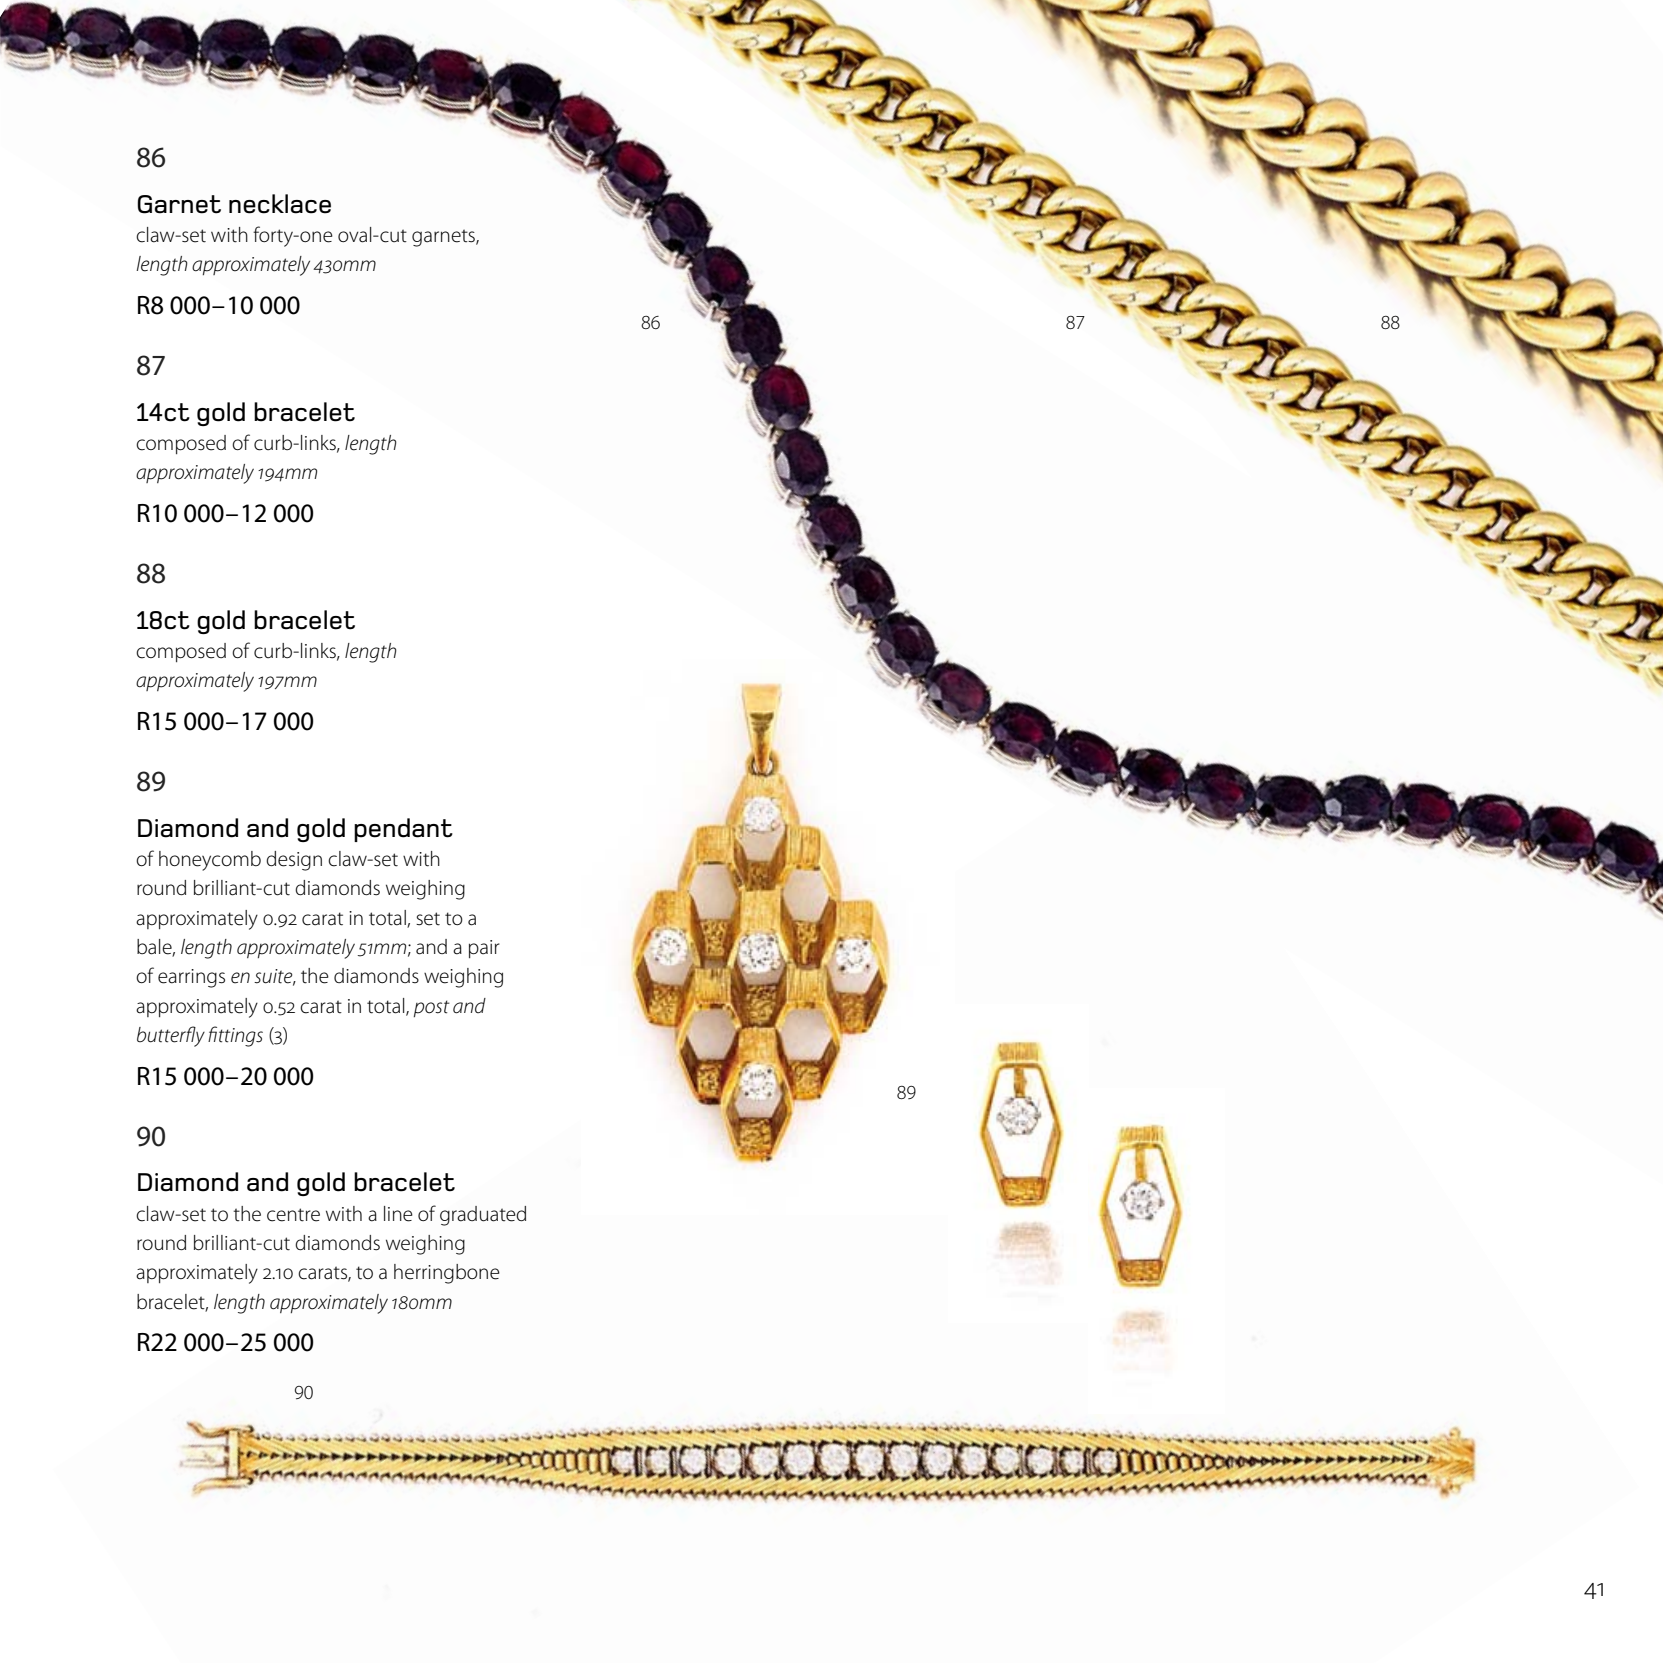 86
Garnet necklace
claw-set with forty-one oval-cut garnets,
length approximately 430mm
R8 000–10 000
87
14ct gold bracelet
composed of curb-links, length
approximately 194mm
R10 000–12 000
88
18ct gold bracelet
composed of curb-links, length
approximately 197mm
R15 000–17 000
89
Diamond and gold pendant
of honeycomb design claw-set with
round brilliant-cut diamonds weighing
approximately 0.92 carat in total, set to a
bale, length approximately 51mm; and a pair
of earrings en suite, the diamonds weighing
approximately 0.52 carat in total, post and
butterfly fittings (3)
R15 000–20 000
90
Diamond and gold bracelet
claw-set to the centre with a line of graduated
round brilliant-cut diamonds weighing
approximately 2.10 carats, to a herringbone
bracelet, length approximately 180mm
R22 000–25 000
86
87
88
89
90
41